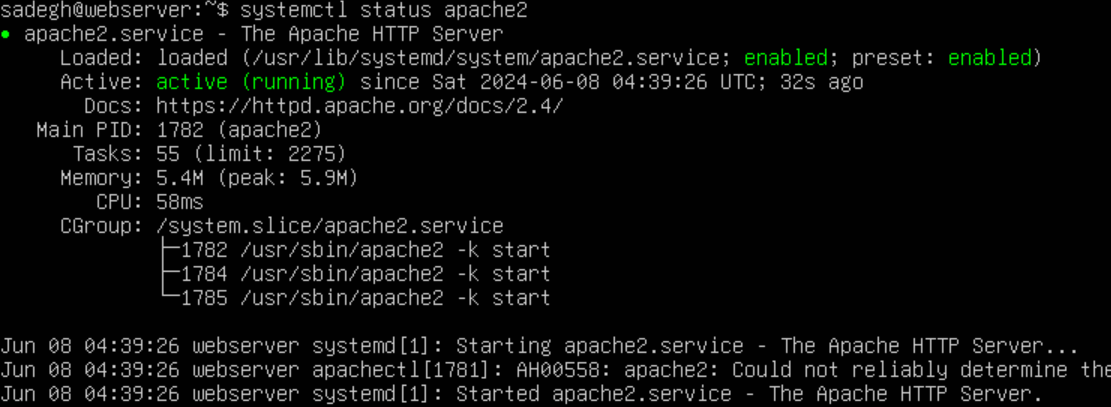 sadegh@webserver:~$ systemctl status apache2
● apache2.service - The Apache HTTP Server
     Loaded: loaded (/usr/lib/systemd/system/apache2.service; enabled; preset: enabled)
     Active: active (running) since Sat 2024-06-08 04:39:26 UTC; 32s ago
       Docs: https://httpd.apache.org/docs/2.4/
   Main PID: 1782 (apache2)
      Tasks: 55 (limit: 2275)
     Memory: 5.4M (peak: 5.9M)
        CPU: 58ms
     CGroup: /system.slice/apache2.service
             ├─1782 /usr/sbin/apache2 -k start
             ├─1784 /usr/sbin/apache2 -k start
             └─1785 /usr/sbin/apache2 -k start
Jun 08 04:39:26 webserver systemd[1]: Starting apache2.service - The Apache HTTP Server...
Jun 08 04:39:26 webserver apachectl[1781]: AH00558: apache2: Could not reliably determine the
Jun 08 04:39:26 webserver systemd[1]: Started apache2.service - The Apache HTTP Server.